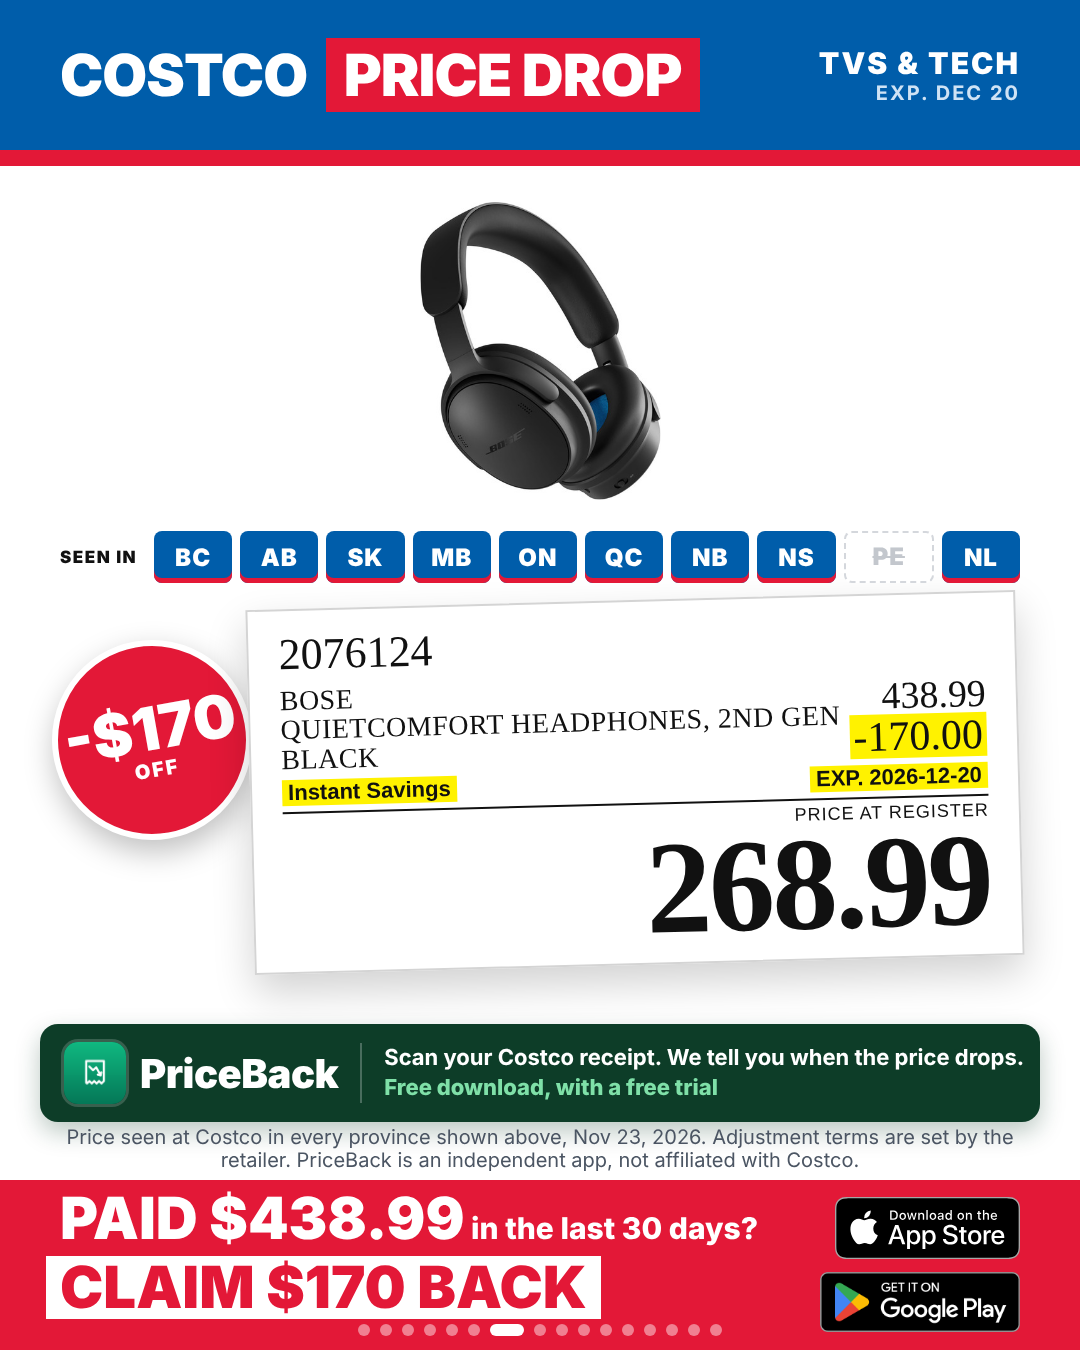 COSTCO PRICE DROP
TVS & TECH
EXP. DEC 20
BOSE
SEEN IN BC AB SK MB ON QC NB NS PE NL
-$170
OFF
2076124
BOSE
QUIETCOMFORT HEADPHONES, 2ND GEN
BLACK
Instant Savings
438.99
-170.00
EXP. 2026-12-20
PRICE AT REGISTER
268.99
PriceBack
Scan your Costco receipt. We tell you when the price drops.
Free download, with a free trial
Price seen at Costco in every province shown above, Nov 23, 2026. Adjustment terms are set by the
retailer. PriceBack is an independent app, not affiliated with Costco.
PAID $438.99 in the last 30 days?
CLAIM $170 BACK
Download on the
App Store
GET IT ON
Google Play